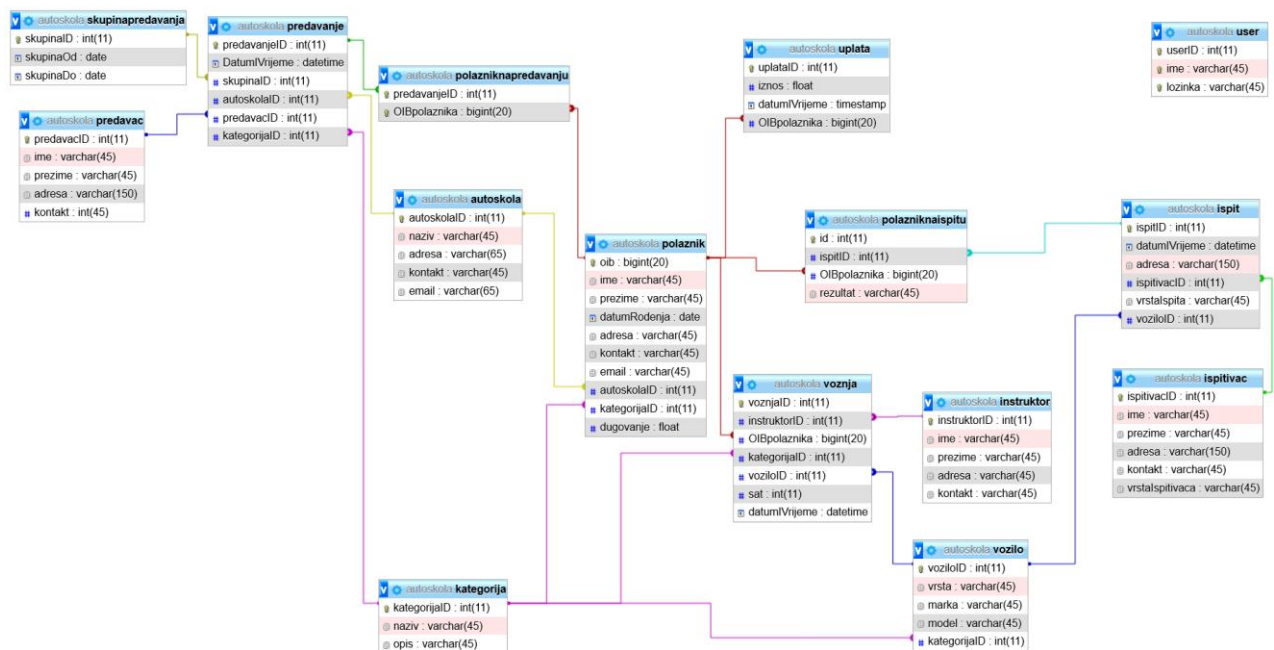 autoskola skupinapredavanja
skupinaID : int(11)
skupinaOd : date
skupinaDo : date
autoskola predavac
predavacID : int(11)
ime : varchar(45)
prezime : varchar(45)
adresa : varchar(150)
kontakt : int(45)
autoskola predavanje
predavanjeID : int(11)
DatumIVrijeme : datetime
skupinaID : int(11)
autoskolaID : int(11)
predavacID : int(11)
kategorijaID : int(11)
autoskola polazniknapredavanju
predavanjeID : int(11)
OIBpolaznika : bigint(20)
autoskola autoskola
autoskolaID : int(11)
naziv : varchar(45)
adresa : varchar(65)
kontakt : varchar(45)
email : varchar(65)
autoskola kategorija
kategorijaID : int(11)
naziv : varchar(45)
opis : varchar(45)
autoskola polaznik
oib : bigint(20)
ime : varchar(45)
prezime : varchar(45)
datumRodenja : date
adresa : varchar(45)
kontakt : varchar(45)
email : varchar(45)
autoskolaID : int(11)
kategorijaID : int(11)
dugovanje : float
autoskola uplata
uplataID : int(11)
iznos : float
datumIVrijeme : timestamp
OIBpolaznika : bigint(20)
autoskola polazniknaispitu
id : int(11)
ispitID : int(11)
OIBpolaznika : bigint(20)
rezultat : varchar(45)
autoskola voznja
voznjaID : int(11)
instruktorID : int(11)
OIBpolaznika : bigint(20)
kategorijaID : int(11)
voziloID : int(11)
sat : int(11)
datumIVrijeme : datetime
autoskola instruktor
instruktorID : int(11)
ime : varchar(45)
prezime : varchar(45)
adresa : varchar(45)
kontakt : varchar(45)
autoskola vozilo
voziloID : int(11)
vrsta : varchar(45)
marka : varchar(45)
model : varchar(45)
kategorijaID : int(11)
autoskola user
userID : int(11)
ime : varchar(45)
lozinka : varchar(45)
autoskola ispit
ispitID : int(11)
datumIVrijeme : datetime
adresa : varchar(150)
ispitivacID : int(11)
vrstaIspita : varchar(45)
voziloID : int(11)
autoskola ispitivac
ispitivacID : int(11)
ime : varchar(45)
prezime : varchar(45)
adresa : varchar(150)
kontakt : varchar(45)
vrstaIspitivaca : varchar(45)